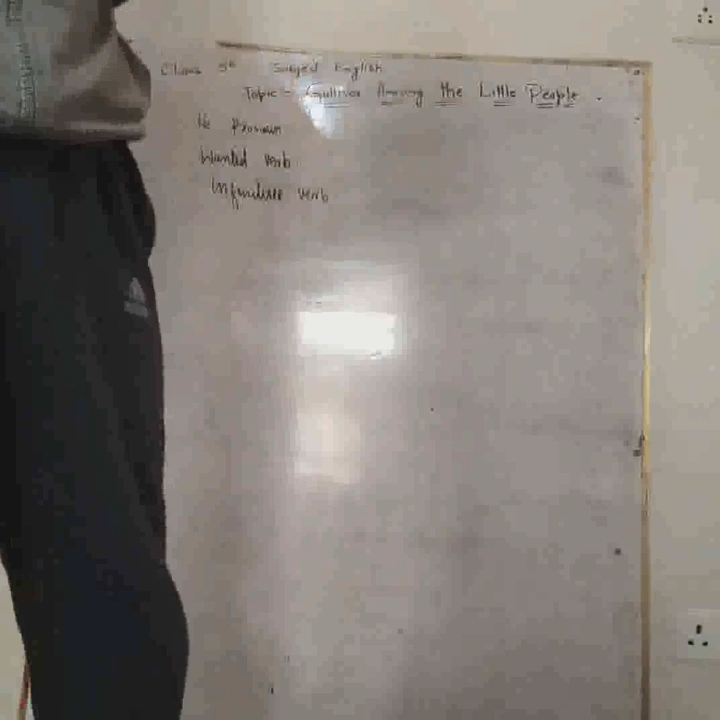 Class 5th Subject English
Topic - Gulliver Among the Little People .
He Pronoun
Wanted verb
Infinitive verb